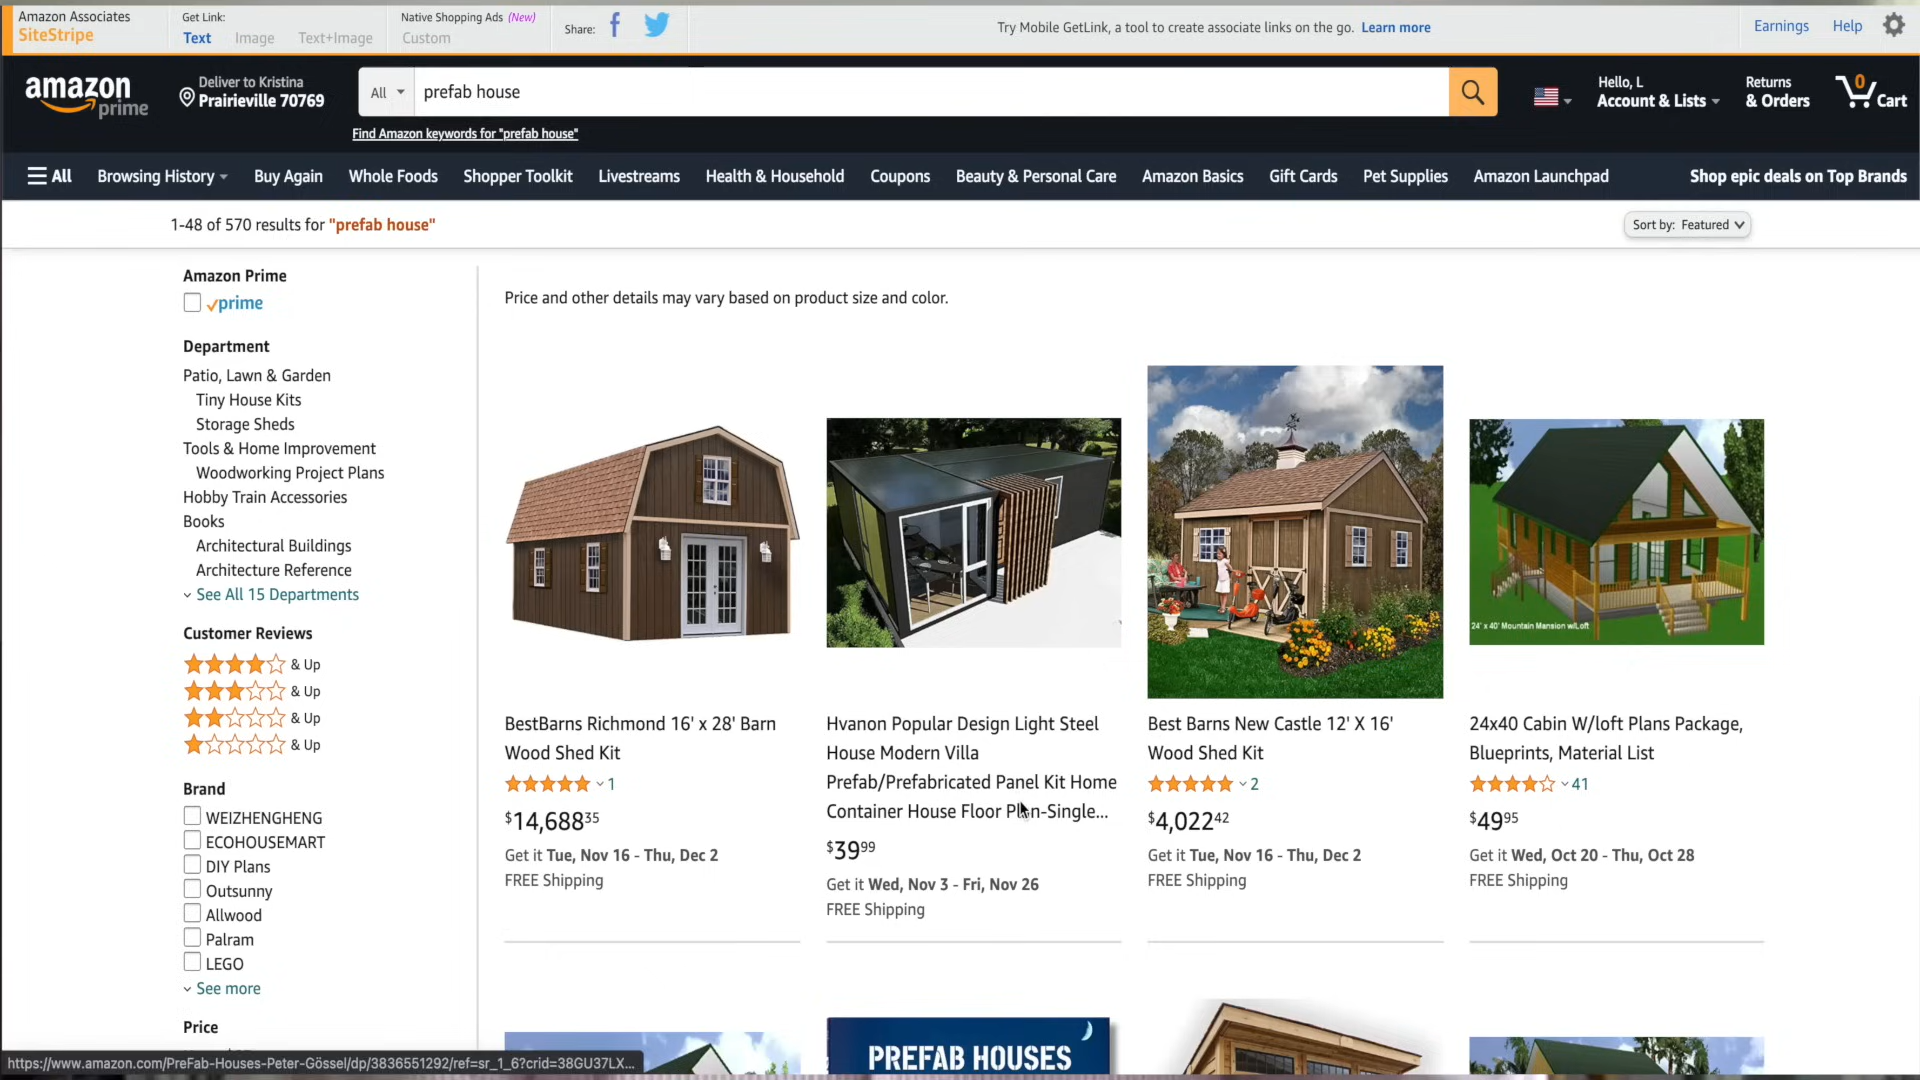 Amazon Associates
SiteStripe
Get Link:
Text Image Text+Image
Native Shopping Ads (New)
Custom
Share:
Try Mobile GetLink, a tool to create associate links on the go. Learn more
Earnings Help
amazon prime
Deliver to Kristina
Prairieville 70769
All
prefab house
Find Amazon keywords for "prefab house"
Hello, L
Account & Lists
Returns
& Orders
0
Cart
All Browsing History Buy Again Whole Foods Shopper Toolkit Livestreams Health & Household Coupons Beauty & Personal Care Amazon Basics Gift Cards Pet Supplies Amazon Launchpad Shop epic deals on Top Brands
1-48 of 570 results for "prefab house"
Sort by: Featured
Amazon Prime
prime
Department
Patio, Lawn & Garden
Tiny House Kits
Storage Sheds
Tools & Home Improvement
Woodworking Project Plans
Hobby Train Accessories
Books
Architectural Buildings
Architecture Reference
See All 15 Departments
Customer Reviews
& Up
& Up
& Up
& Up
Brand
WEIZHENGHENG
ECOHOUSEMART
DIY Plans
Outsunny
Allwood
Palram
LEGO
See more
Price
Price and other details may vary based on product size and color.
BestBarns Richmond 16' x 28' Barn
Wood Shed Kit
1
$14,688 35
Get it Tue, Nov 16 - Thu, Dec 2
FREE Shipping
Hvanon Popular Design Light Steel
House Modern Villa
Prefab/Prefabricated Panel Kit Home
Container House Floor Plan-Single...
$39 99
Get it Wed, Nov 3 - Fri, Nov 26
FREE Shipping
Best Barns New Castle 12' X 16'
Wood Shed Kit
2
$4,022 42
Get it Tue, Nov 16 - Thu, Dec 2
FREE Shipping
24' x 40' Mountain Mansion w/Loft
24x40 Cabin W/loft Plans Package,
Blueprints, Material List
41
$49 95
Get it Wed, Oct 20 - Thu, Oct 28
FREE Shipping
PREFAB HOUSES
https://www.amazon.com/PreFab-Houses-Peter-Gössel/dp/3836551292/ref=sr_1_6?crid=38GU37LX...